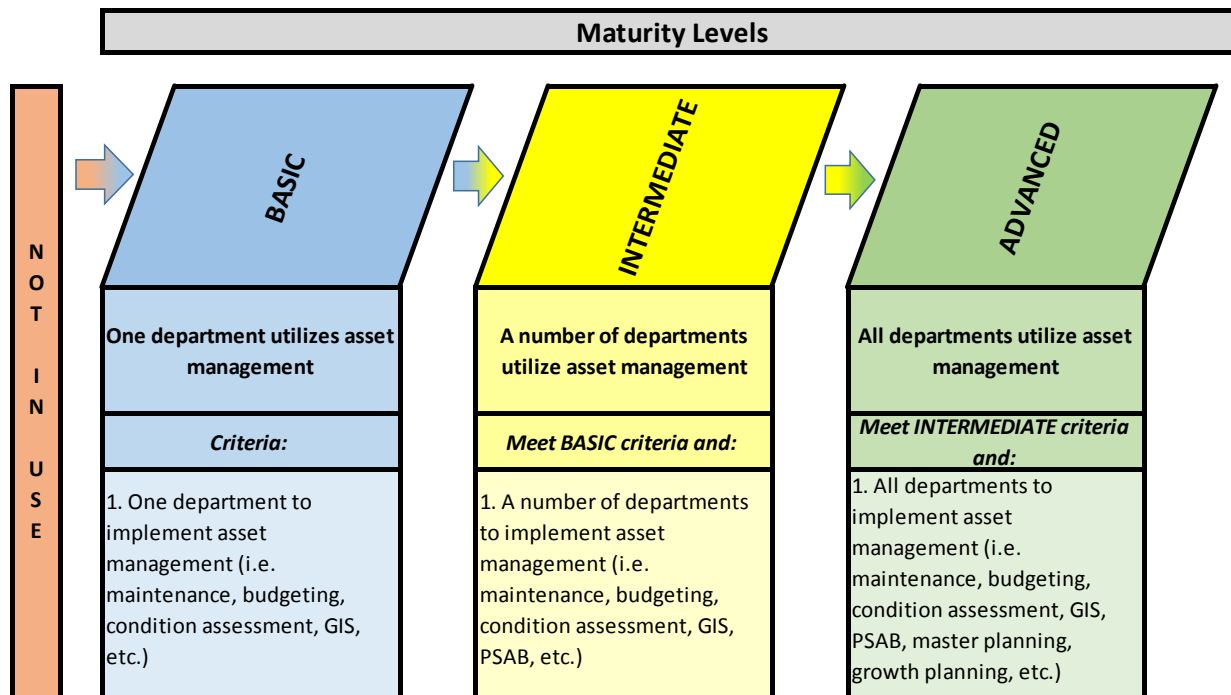 Maturity Levels
NOT IN USE
BASIC
INTERMEDIATE
ADVANCED
One department utilizes asset
management
A number of departments
utilize asset management
All departments utilize asset
management
Criteria:
Meet BASIC criteria and:
Meet INTERMEDIATE criteria
and:
1. One department to
implement asset
management (i.e.
maintenance, budgeting,
condition assessment, GIS,
etc.)
1. A number of departments
to implement asset
management (i.e.
maintenance, budgeting,
condition assessment, GIS,
PSAB, etc.)
1. All departments to
implement asset
management (i.e.
maintenance, budgeting,
condition assessment, GIS,
PSAB, master planning,
growth planning, etc.)